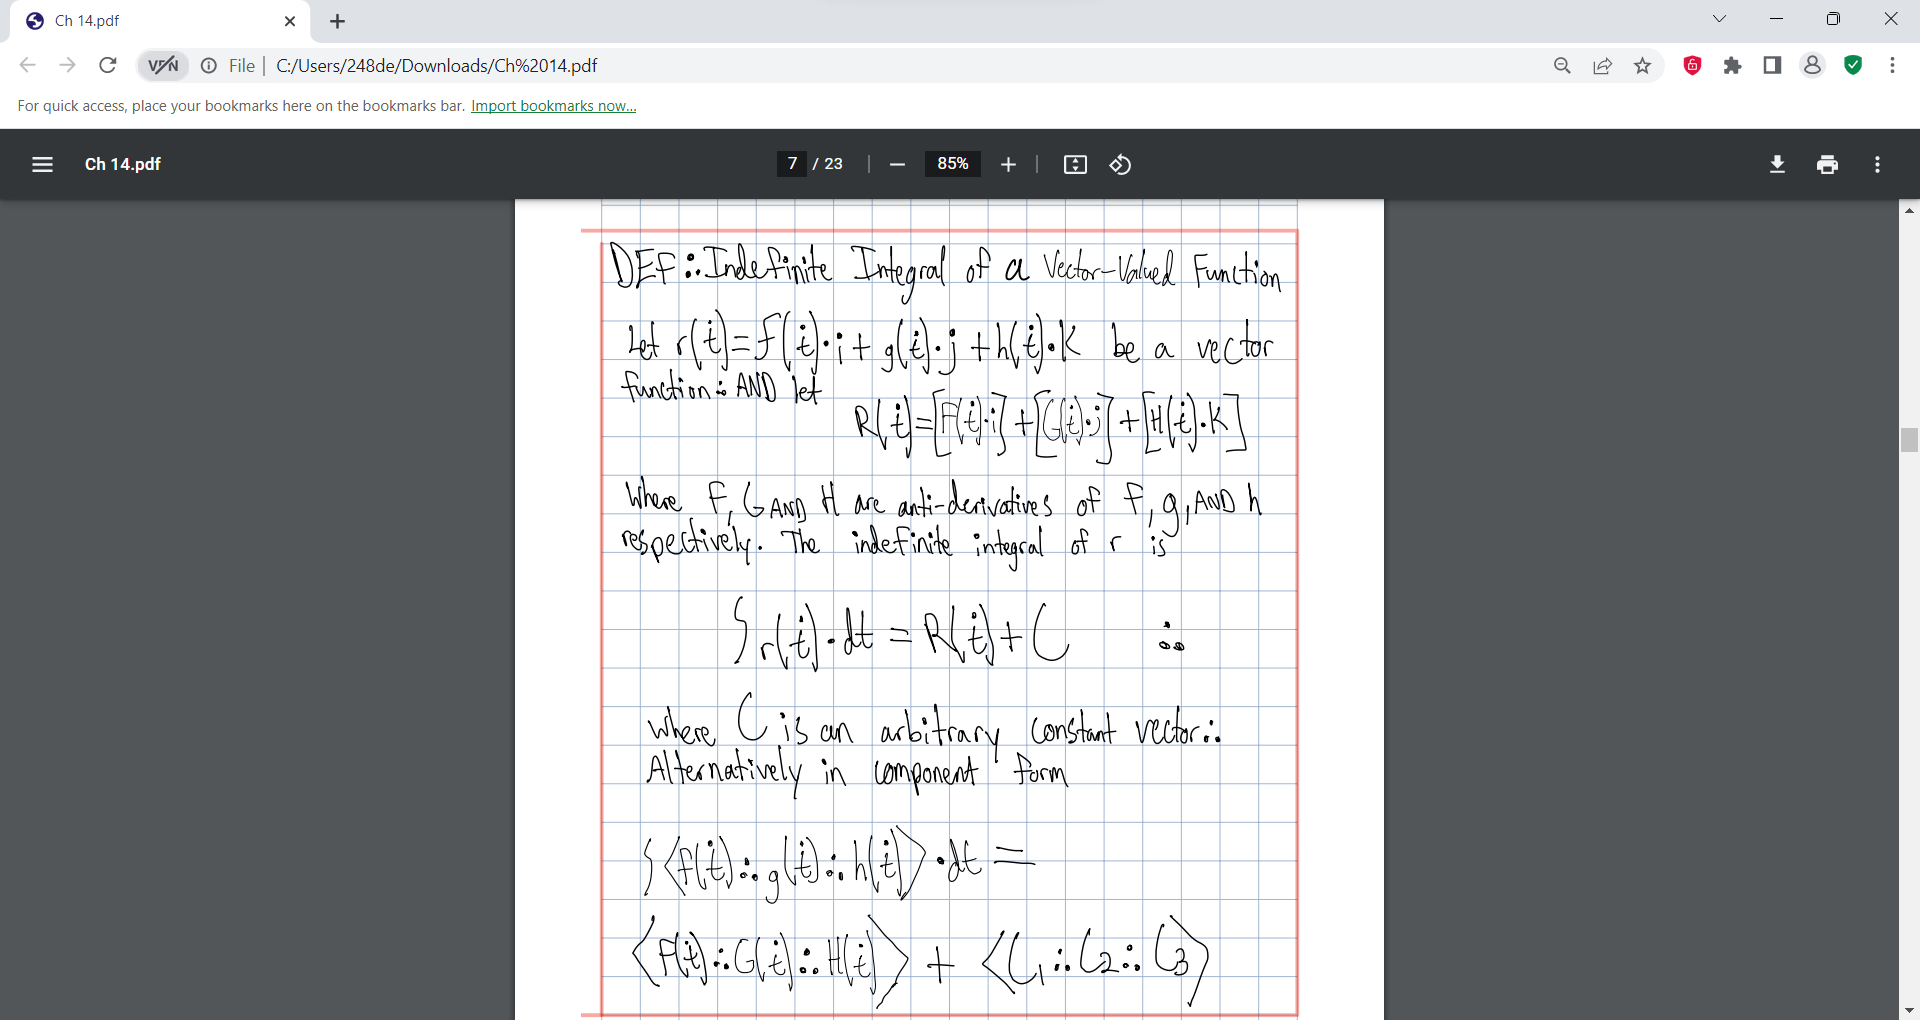 Ch 14.pdf
VPN File C:/Users/248de/Downloads/Ch%2014.pdf
For quick access, place your bookmarks here on the bookmarks bar. Import bookmarks now...
Ch 14.pdf 7 / 23 85%
DEF ∴ Indefinite Integral of a Vector-Valued Function
Let r(t) = f(t)·i + g(t)·j + h(t)·k be a vector
function ∴ AND let
R(t) = [F(t)·i] + [G(t)·j] + [H(t)·k]
Where F, G AND H are anti-derivatives of f, g, AND h
respectively. The indefinite integral of r is
∫r(t)·dt = R(t) + C ∴
where C is an arbitrary constant vector ∴
Alternatively in component form
∫⟨f(t) ∴ g(t) ∴ h(t)⟩·dt =
⟨F(t) ∴ G(t) ∴ H(t)⟩ + ⟨C1 ∴ C2 ∴ C3⟩